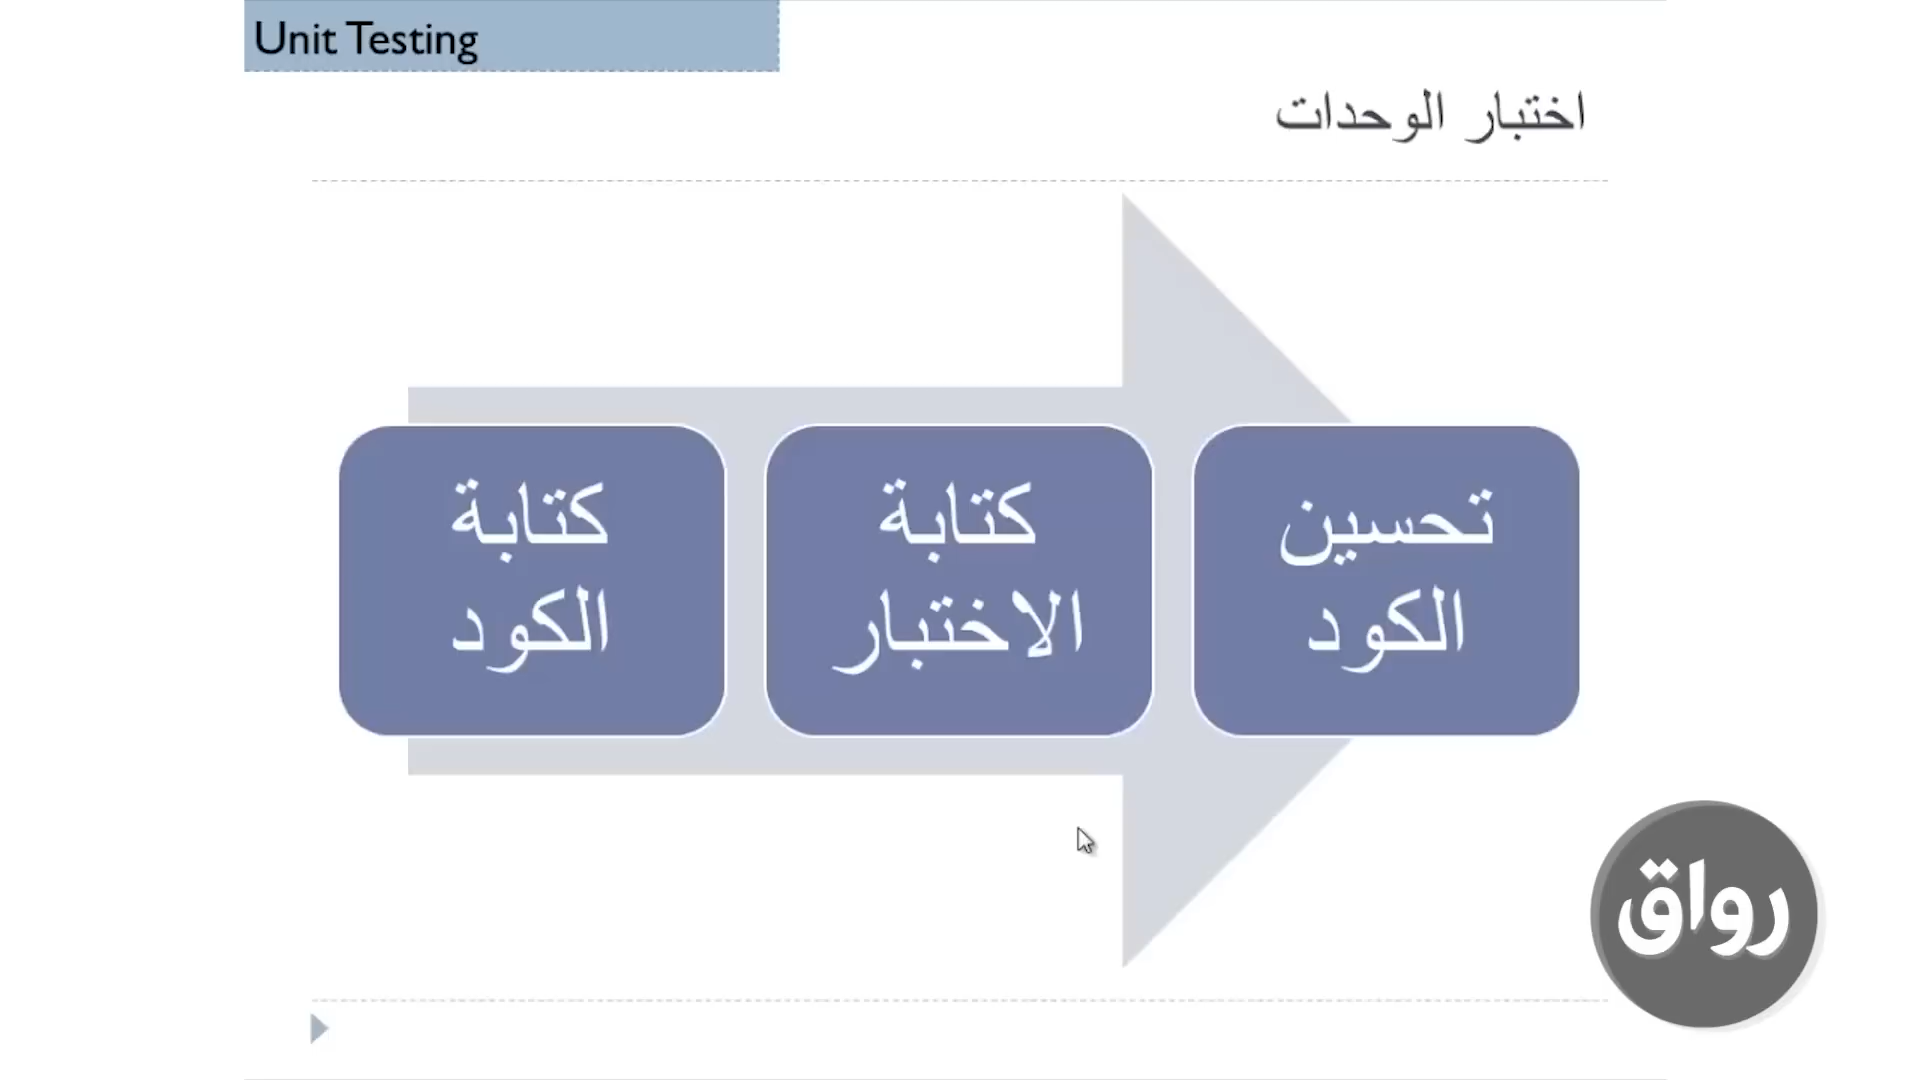 Unit Testing
اختبار الوحدات
كتابة
الكود
كتابة
الاختبار
تحسين
الكود
رواق